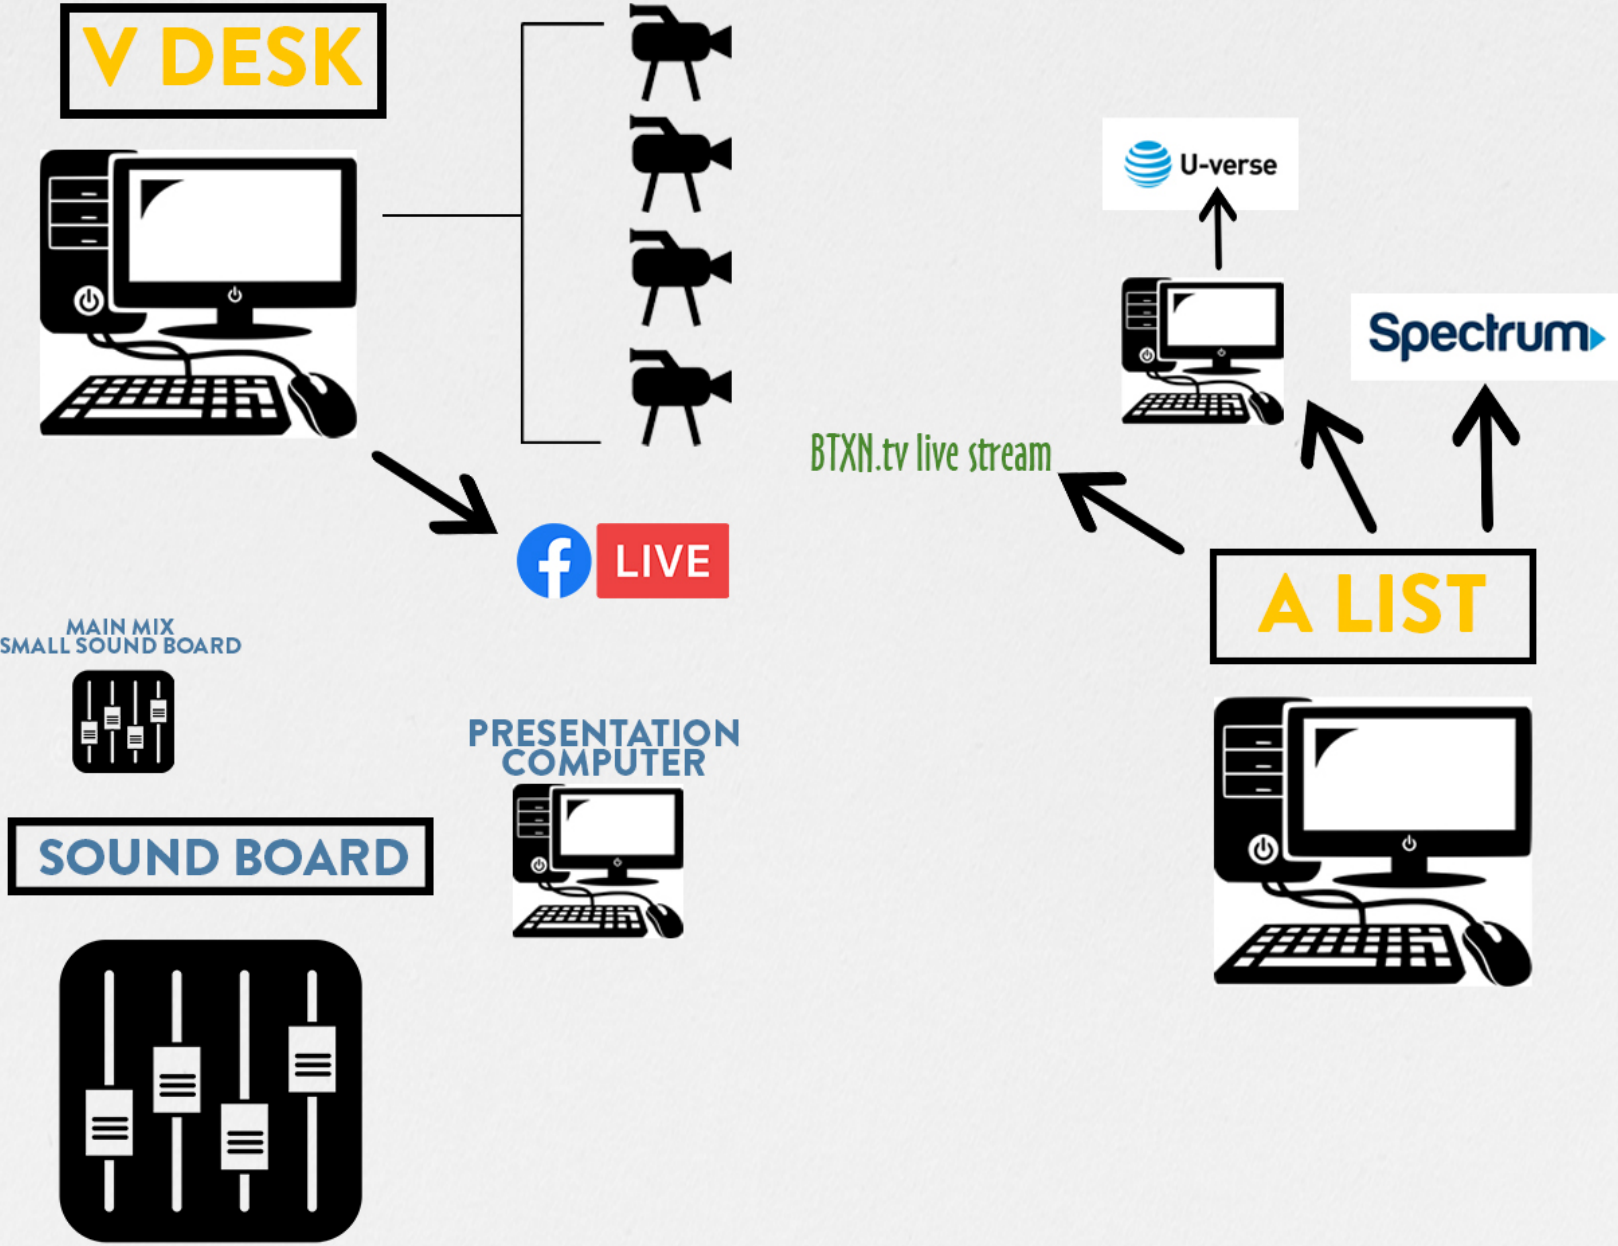 V DESK
U-verse
Spectrum
BTXN.tv live stream
f LIVE
A LIST
MAIN MIX
SMALL SOUND BOARD
PRESENTATION
COMPUTER
SOUND BOARD